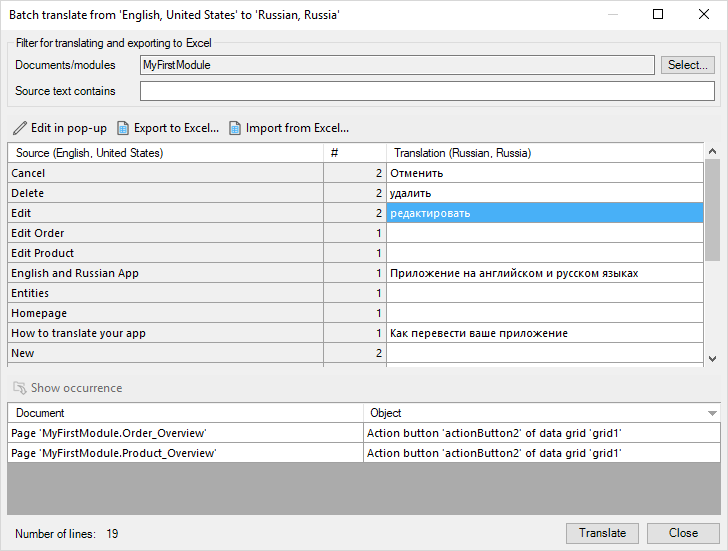 Batch translate from 'English, United States' to 'Russian, Russia'
Filter for translating and exporting to Excel
Documents/modules MyFirstModule Select...
Source text contains
Edit in pop-up Export to Excel... Import from Excel...
Source (English, United States) # Translation (Russian, Russia)
Cancel 2 Отменить
Delete 2 удалить
Edit 2 редактировать
Edit Order 1
Edit Product 1
English and Russian App 1 Приложение на английском и русском языках
Entities 1
Homepage 1
How to translate your app 1 Как перевести ваше приложение
New 2
Show occurrence
Document Object
Page 'MyFirstModule.Order_Overview' Action button 'actionButton2' of data grid 'grid1'
Page 'MyFirstModule.Product_Overview' Action button 'actionButton2' of data grid 'grid1'
Number of lines: 19 Translate Close